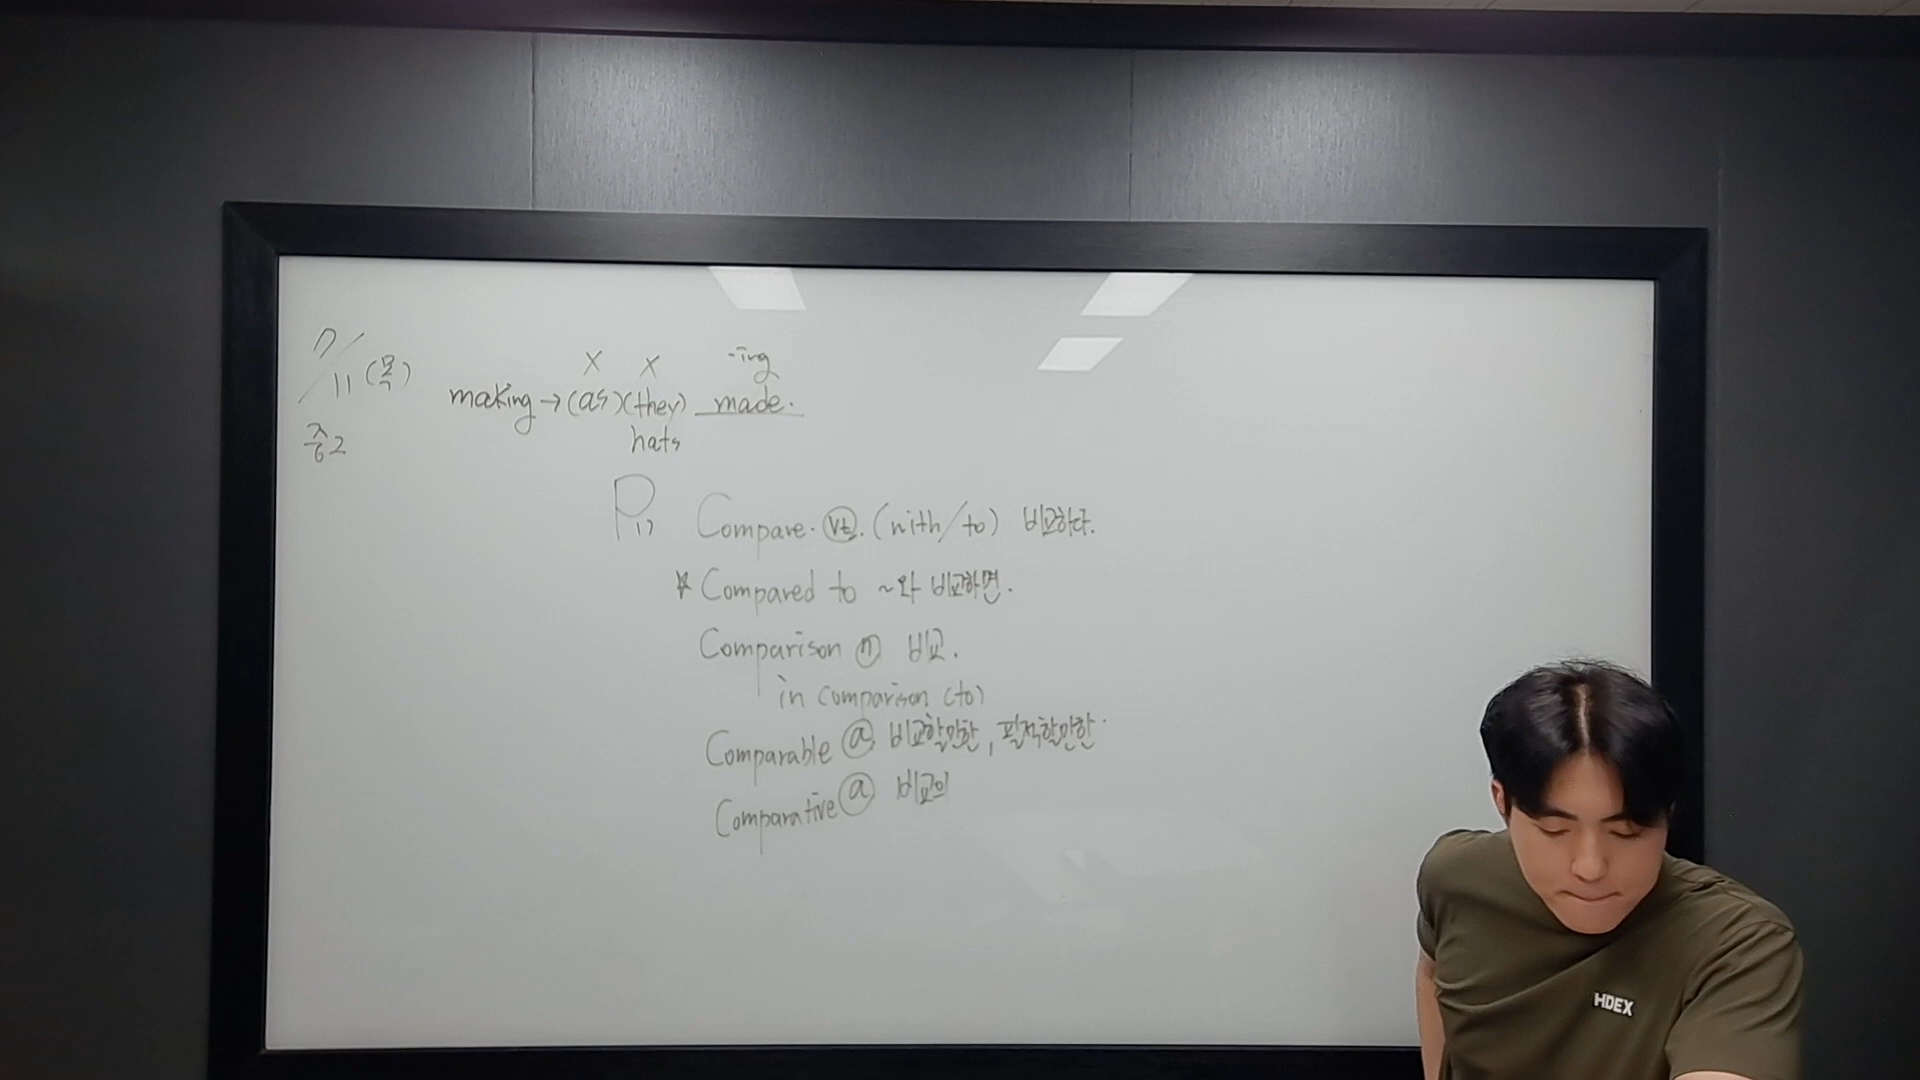 7/11 (목)
중2
X X -ing
making → (as)(they) made.
hats
P17 Compare. vt. (with/to) 비교하다.
☆ Compared to ~와 비교하면.
Comparison n 비교.
in comparison (to)
Comparable a 비교할만한, 필적할만한.
Comparative a 비교의
HDEX